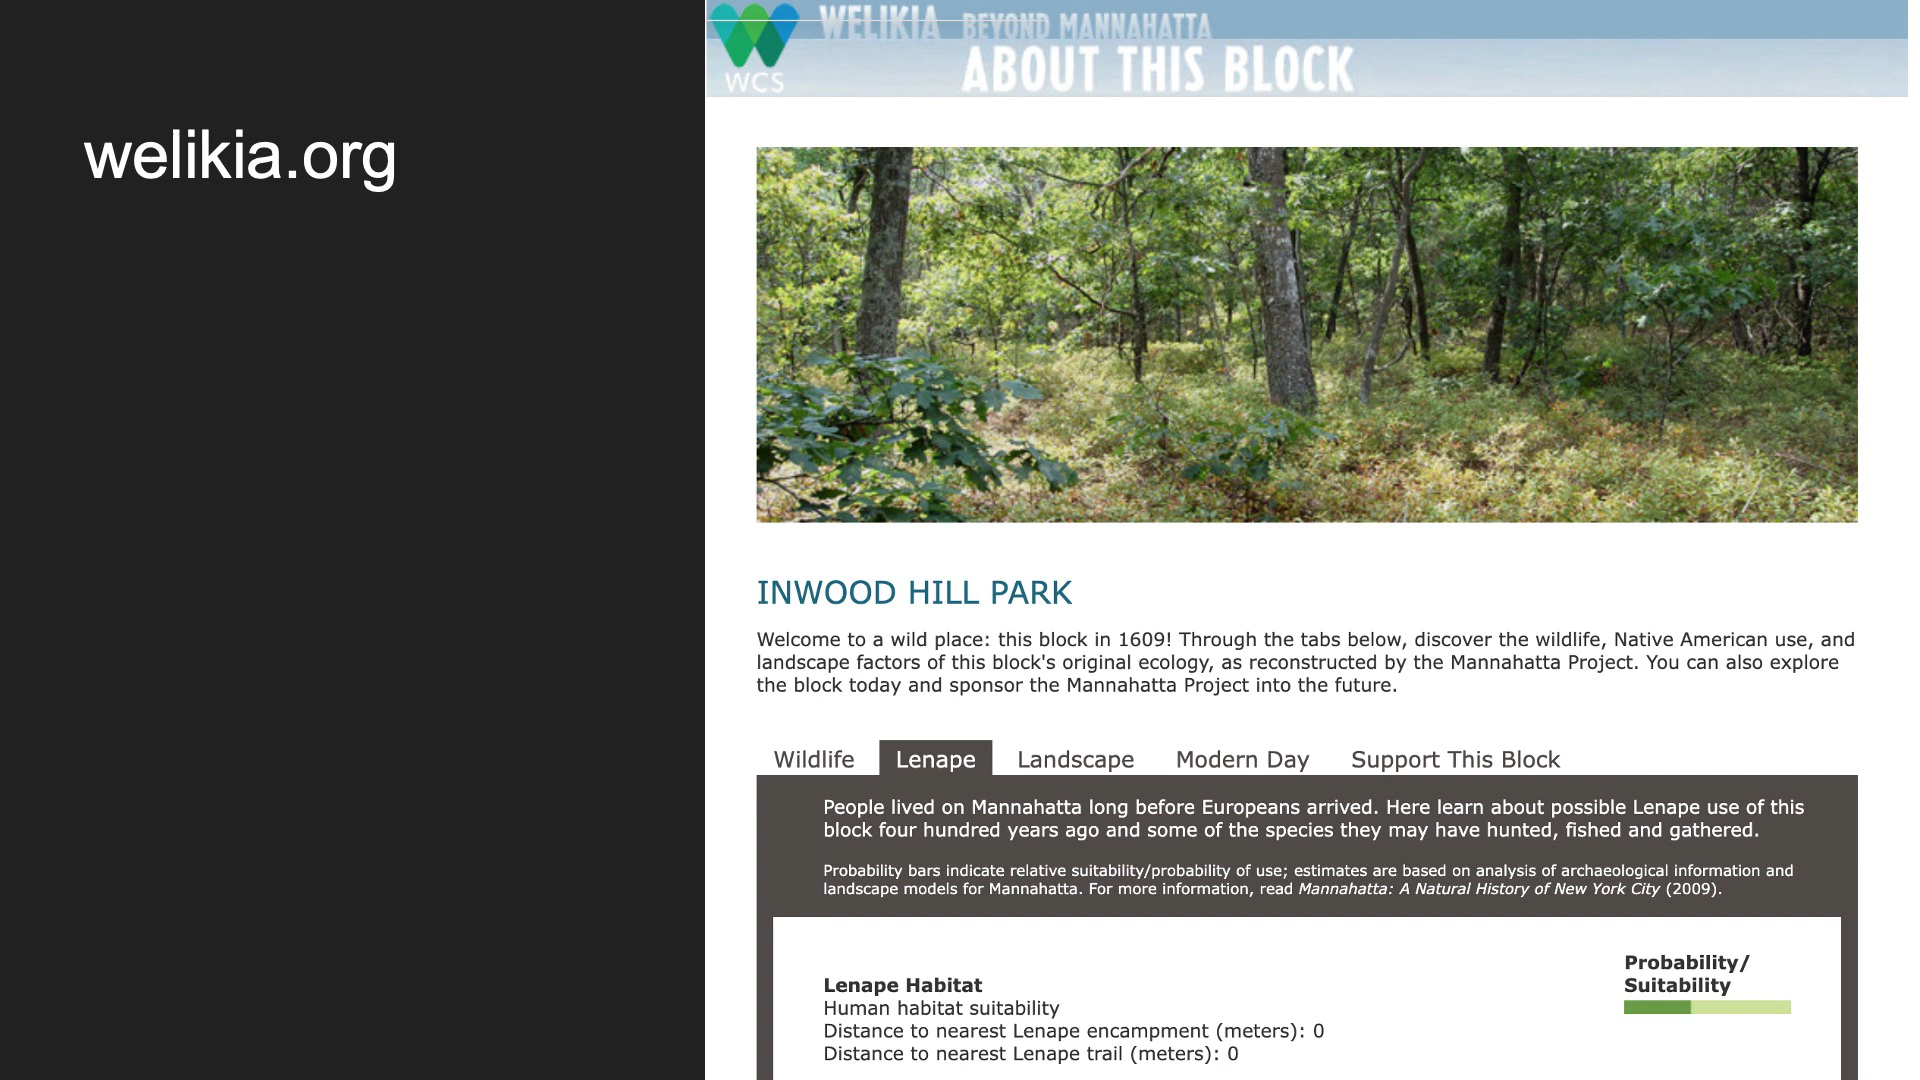 welikia.org
WELIKIA BEYOND MANNAHATTA
WCS
ABOUT THIS BLOCK
INWOOD HILL PARK
Welcome to a wild place: this block in 1609! Through the tabs below, discover the wildlife, Native American use, and
landscape factors of this block's original ecology, as reconstructed by the Mannahatta Project. You can also explore
the block today and sponsor the Mannahatta Project into the future.
Wildlife Lenape Landscape Modern Day Support This Block
People lived on Mannahatta long before Europeans arrived. Here learn about possible Lenape use of this
block four hundred years ago and some of the species they may have hunted, fished and gathered.
Probability bars indicate relative suitability/probability of use; estimates are based on analysis of archaeological information and
landscape models for Mannahatta. For more information, read Mannahatta: A Natural History of New York City (2009).
Probability/
Suitability
Lenape Habitat
Human habitat suitability
Distance to nearest Lenape encampment (meters): 0
Distance to nearest Lenape trail (meters): 0